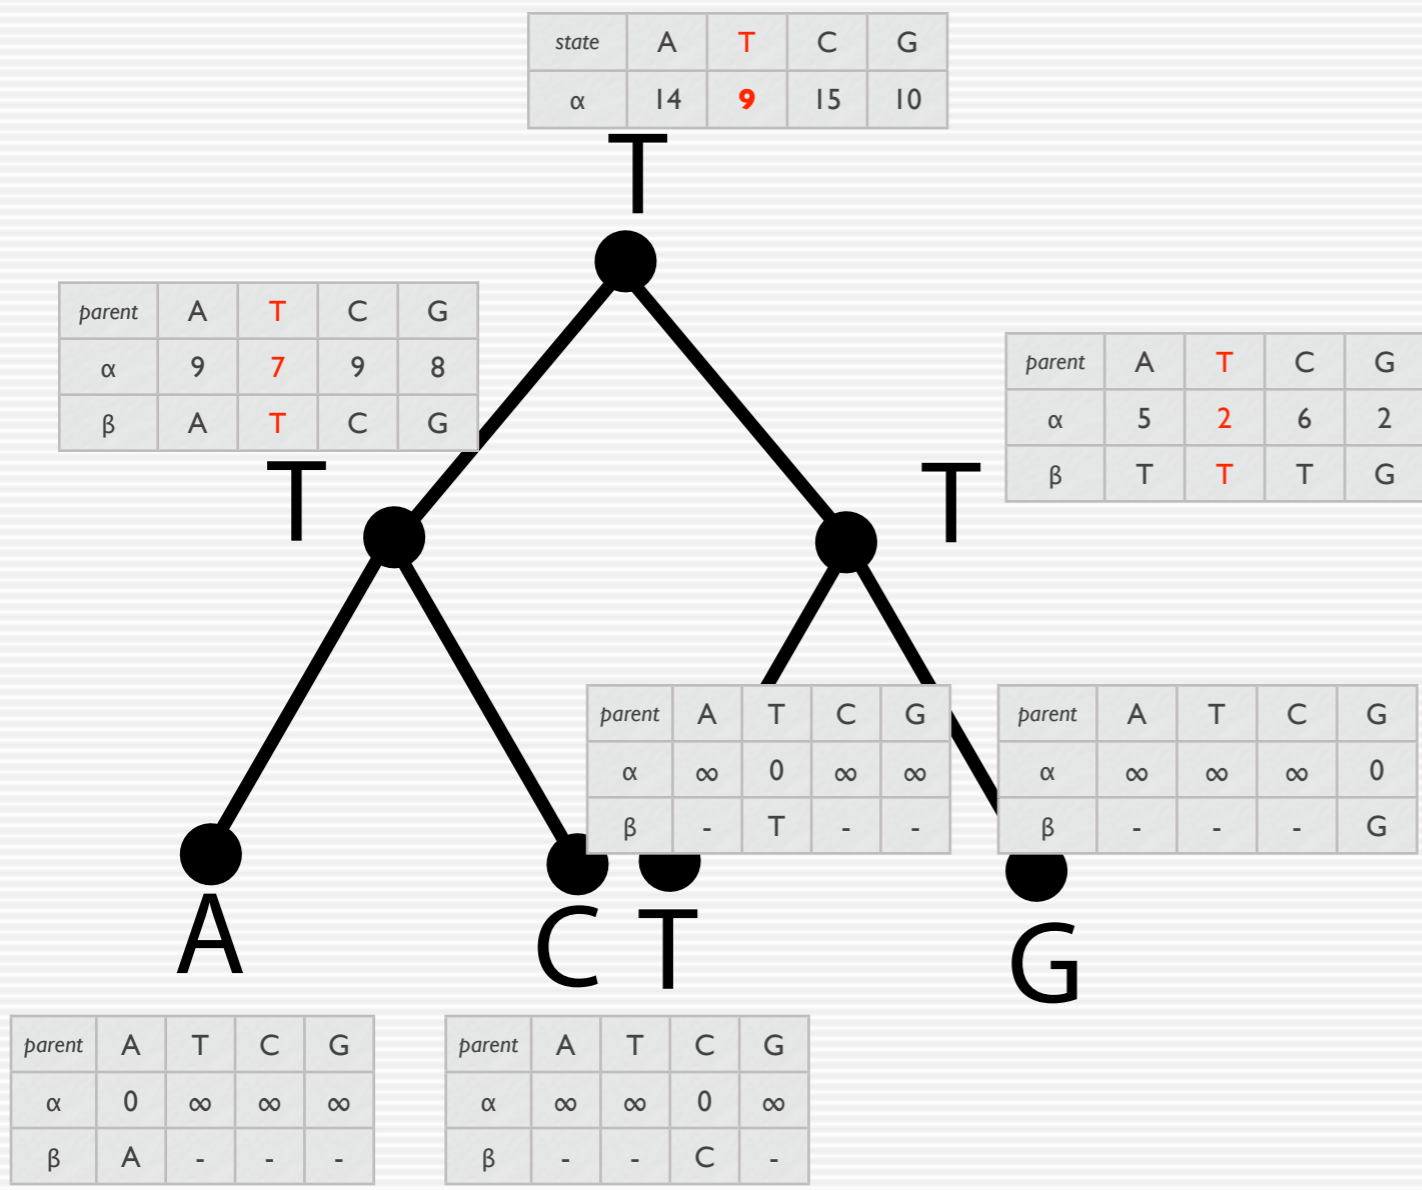 state A T C G
α 14 9 15 10
T
parent A T C G
α 9 7 9 8
β A T C G
T
parent A T C G
α 5 2 6 2
β T T T G
T
parent A T C G
α ∞ 0 ∞ ∞
β - T - -
parent A T C G
α ∞ ∞ ∞ 0
β - - - G
A
C
T
G
parent A T C G
α 0 ∞ ∞ ∞
β A - - -
parent A T C G
α ∞ ∞ 0 ∞
β - - C -